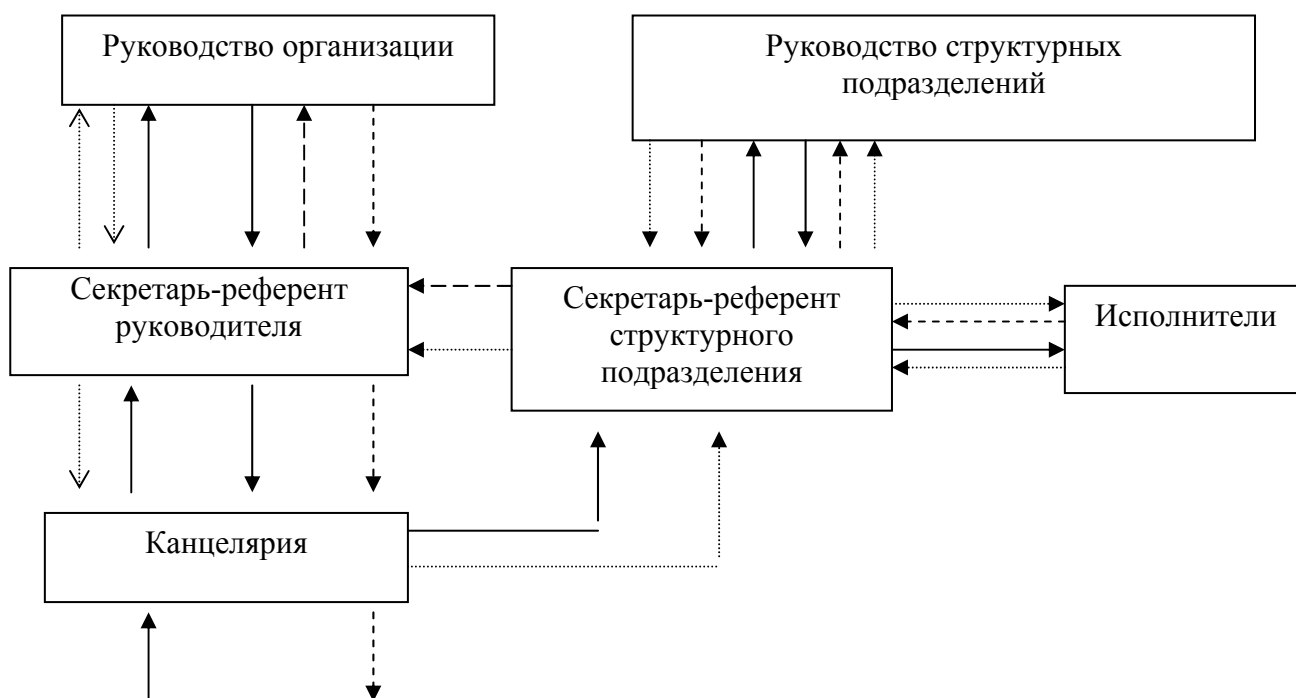 Руководство организации
Руководство структурных
подразделений
Секретарь-референт
руководителя
Секретарь-референт
структурного
подразделения
Исполнители
Канцелярия